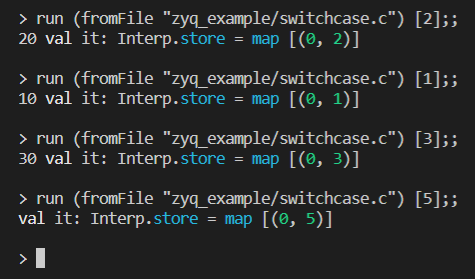 > run (fromFile "zyq_example/switchcase.c") [2];;
20 val it: Interp.store = map [(0, 2)]
> run (fromFile "zyq_example/switchcase.c") [1];;
10 val it: Interp.store = map [(0, 1)]
> run (fromFile "zyq_example/switchcase.c") [3];;
30 val it: Interp.store = map [(0, 3)]
> run (fromFile "zyq_example/switchcase.c") [5];;
val it: Interp.store = map [(0, 5)]
>